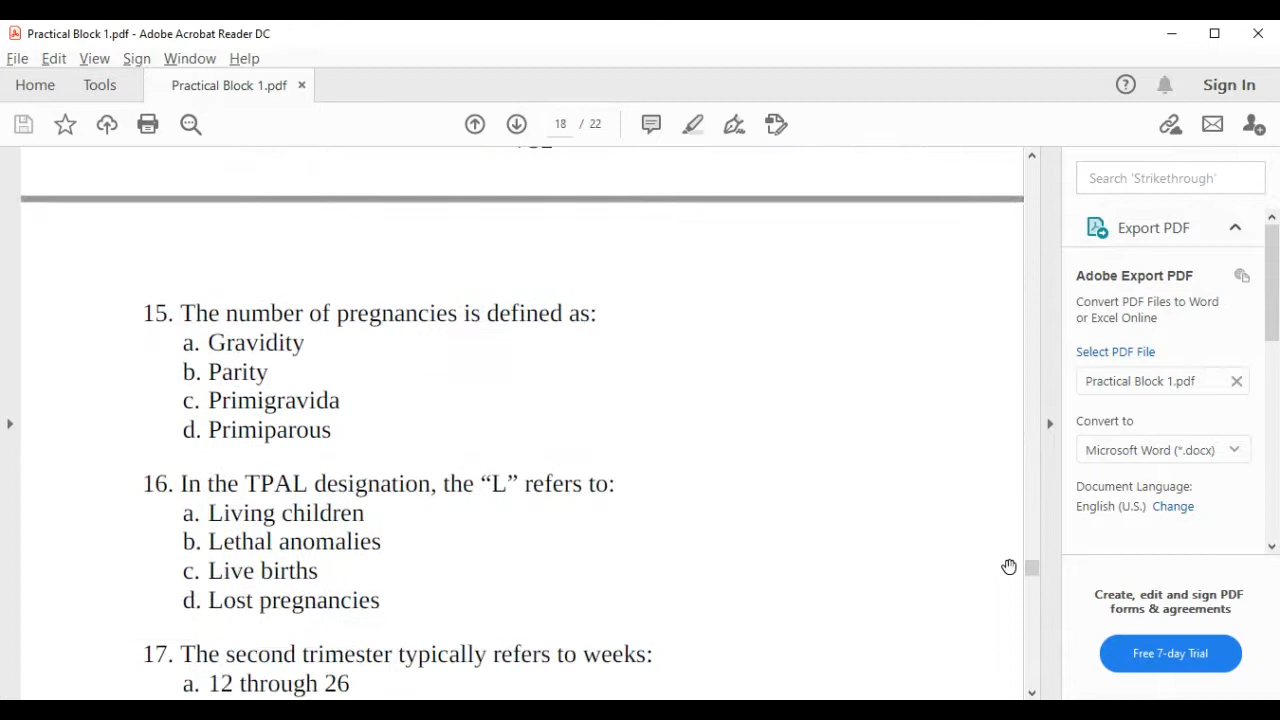 Practical Block 1.pdf - Adobe Acrobat Reader DC
File Edit View Sign Window Help
Home Tools Practical Block 1.pdf ×
Sign In
18 / 22
Search 'Strikethrough'
Export PDF
Adobe Export PDF
Convert PDF Files to Word
or Excel Online
Select PDF File
Practical Block 1.pdf
Convert to
Microsoft Word (*.docx)
Document Language:
English (U.S.) Change
Create, edit and sign PDF
forms & agreements
Free 7-day Trial
15. The number of pregnancies is defined as:
a. Gravidity
b. Parity
c. Primigravida
d. Primiparous
16. In the TPAL designation, the “L” refers to:
a. Living children
b. Lethal anomalies
c. Live births
d. Lost pregnancies
17. The second trimester typically refers to weeks:
a. 12 through 26